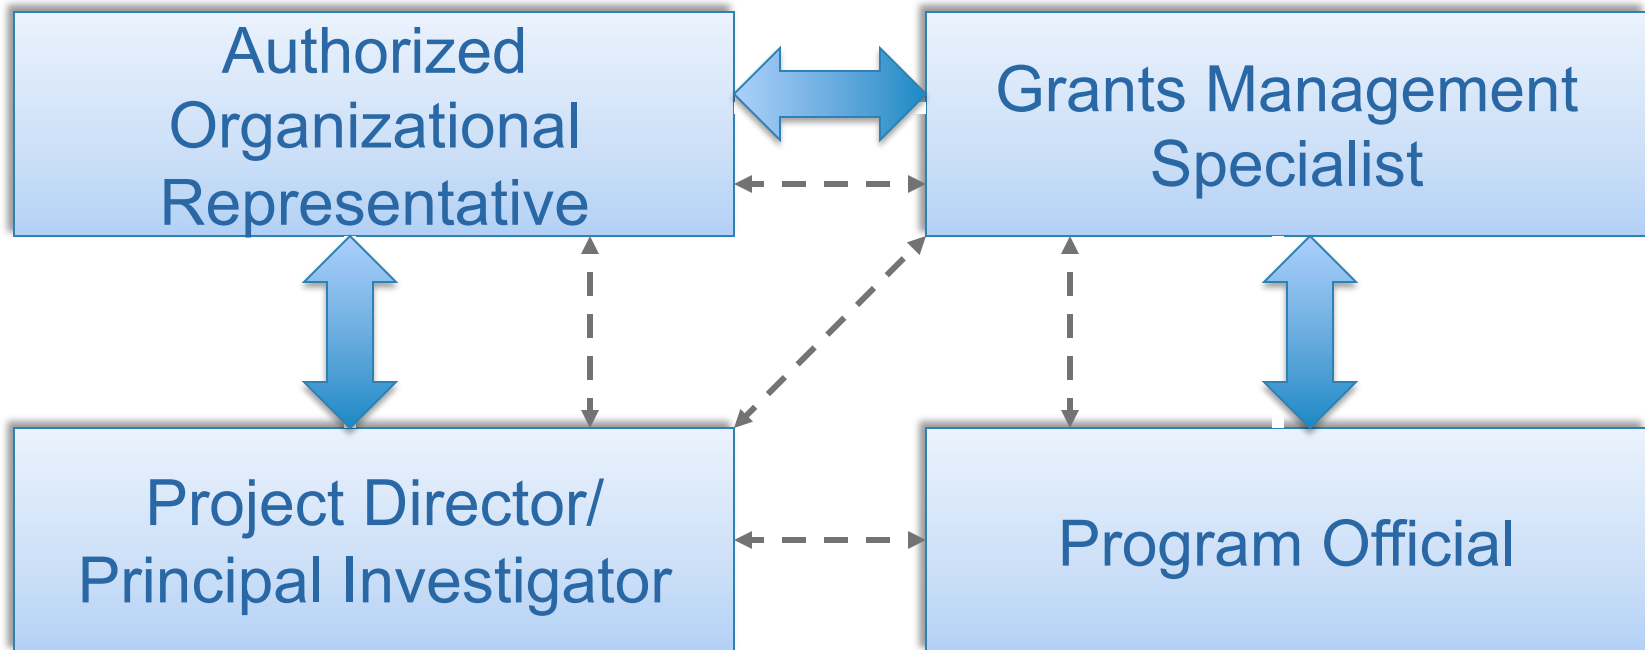 Authorized
Organizational
Representative
Grants Management
Specialist
Project Director/
Principal Investigator
Program Official